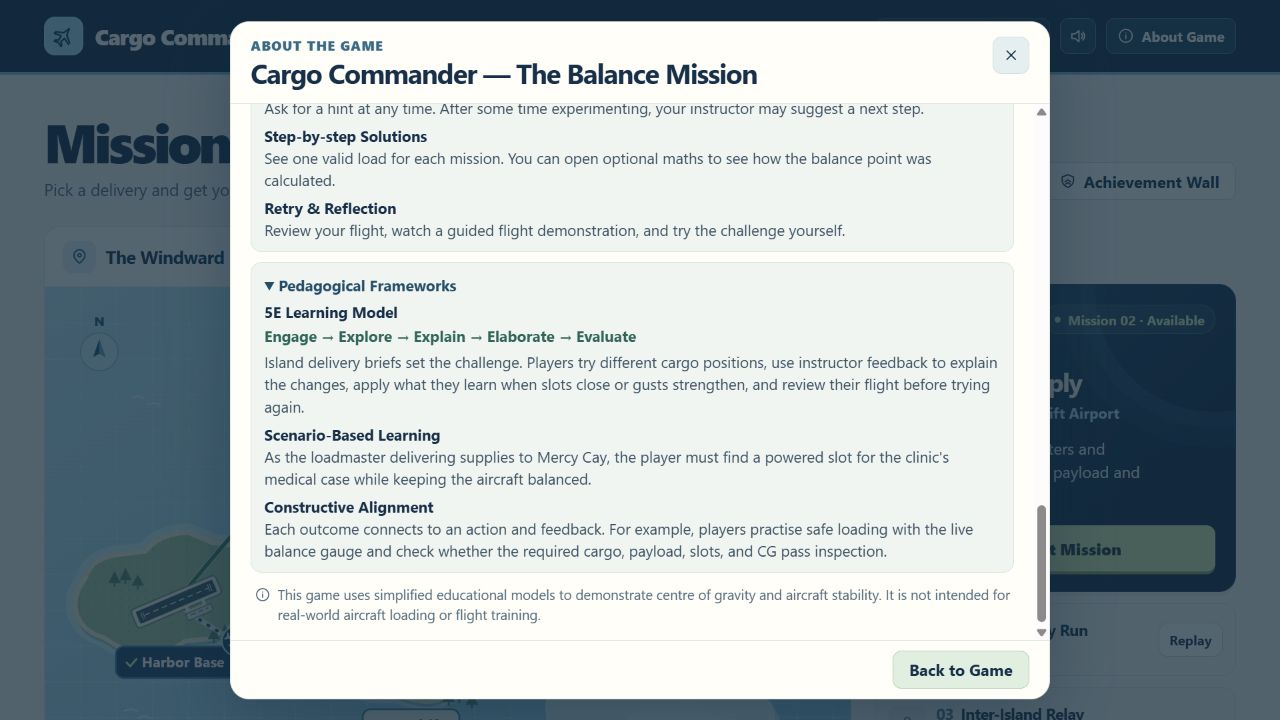 Cargo Comma
ABOUT THE GAME
Cargo Commander — The Balance Mission
About Game
Mission
Pick a delivery and get yo
Achievement Wall
The Windward
N
Ask for a hint at any time. After some time experimenting, your instructor may suggest a next step.
Step-by-step Solutions
See one valid load for each mission. You can open optional maths to see how the balance point was
calculated.
Retry & Reflection
Review your flight, watch a guided flight demonstration, and try the challenge yourself.
▼ Pedagogical Frameworks
5E Learning Model
Engage → Explore → Explain → Elaborate → Evaluate
Island delivery briefs set the challenge. Players try different cargo positions, use instructor feedback to explain
the changes, apply what they learn when slots close or gusts strengthen, and review their flight before trying
again.
Scenario-Based Learning
As the loadmaster delivering supplies to Mercy Cay, the player must find a powered slot for the clinic's
medical case while keeping the aircraft balanced.
Constructive Alignment
Each outcome connects to an action and feedback. For example, players practise safe loading with the live
balance gauge and check whether the required cargo, payload, slots, and CG pass inspection.
This game uses simplified educational models to demonstrate centre of gravity and aircraft stability. It is not intended for
real-world aircraft loading or flight training.
Back to Game
Harbor Base
Mission 02 · Available
ply
ift Airport
ters and
payload and
t Mission
y Run
Replay
03 Inter-Island Relay